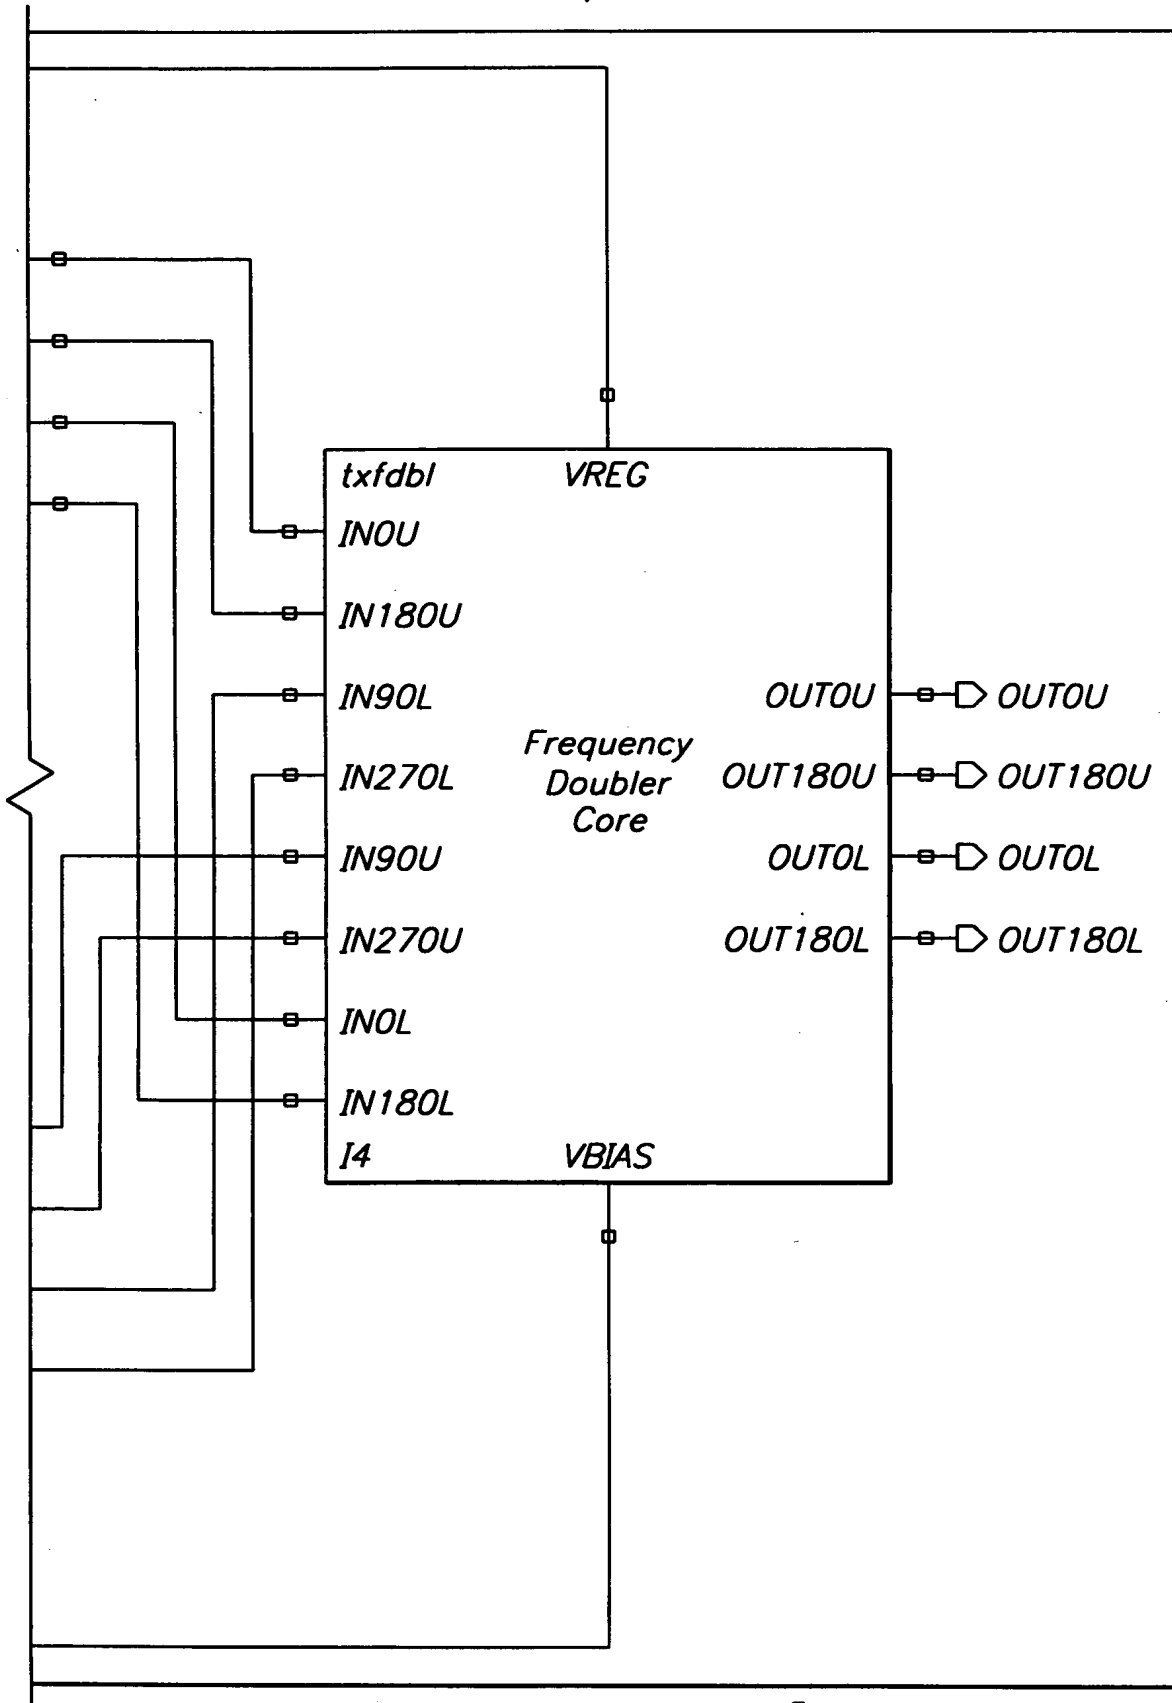 txfdbl VREG
IN0U
IN180U
IN90L OUT0U OUT0U
Frequency
IN270L Doubler OUT180U OUT180U
Core
IN90U OUT0L OUT0L
IN270U OUT180L OUT180L
IN0L
IN180L
I4 VBIAS